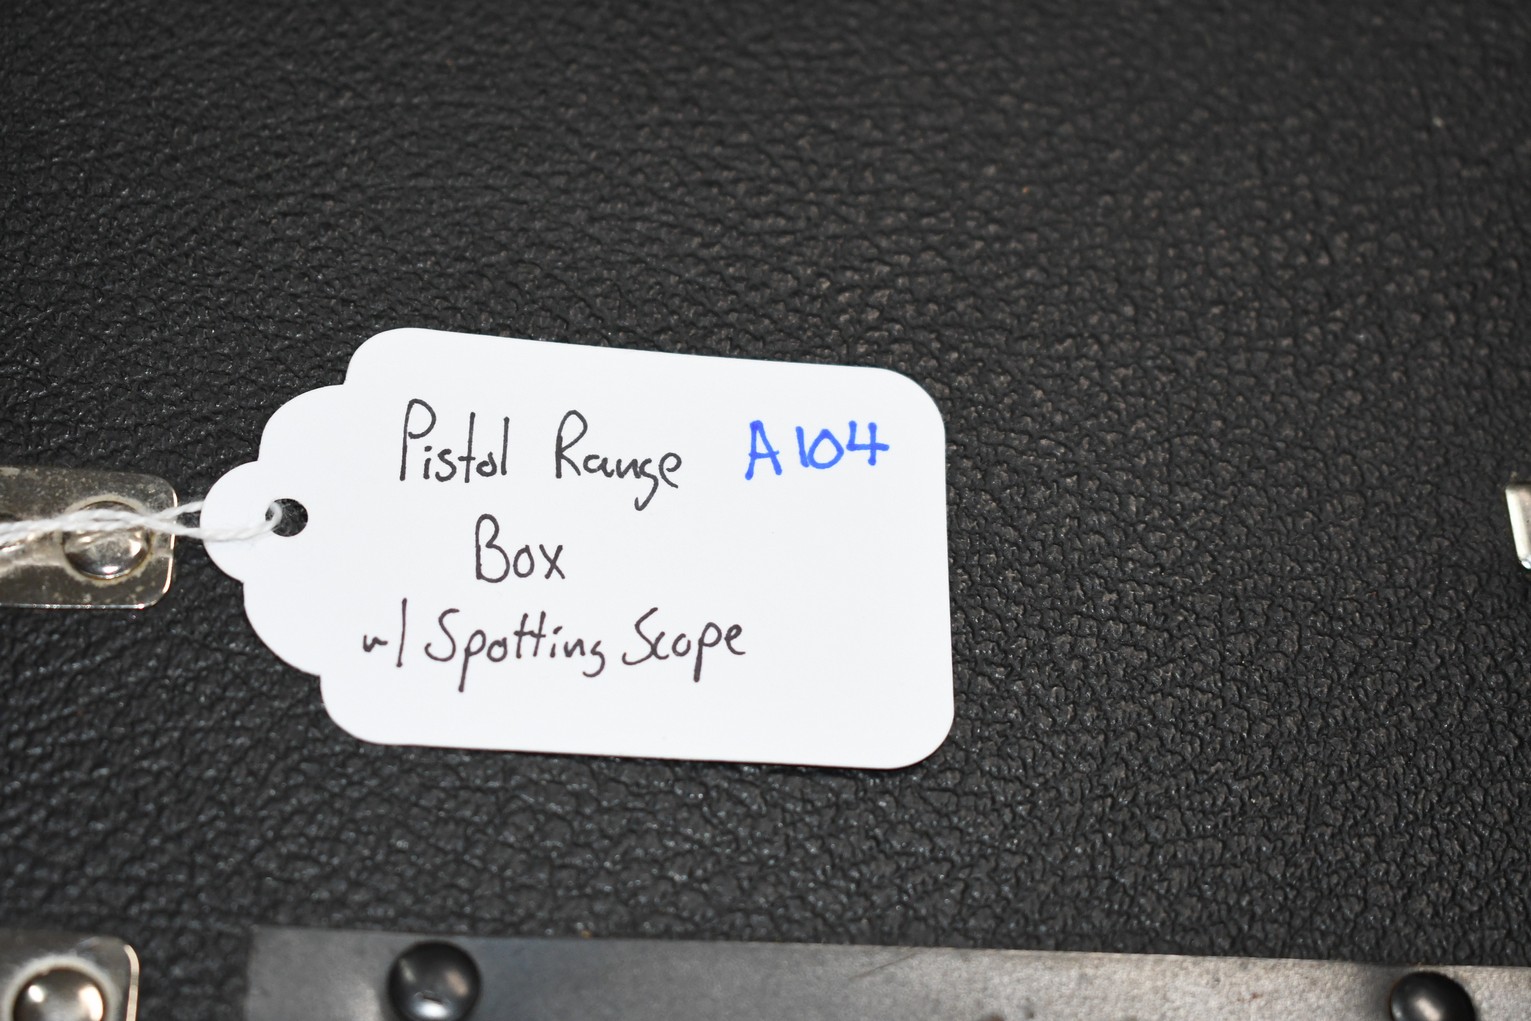 Pistol Range A104
Box
w/ Spotting Scope